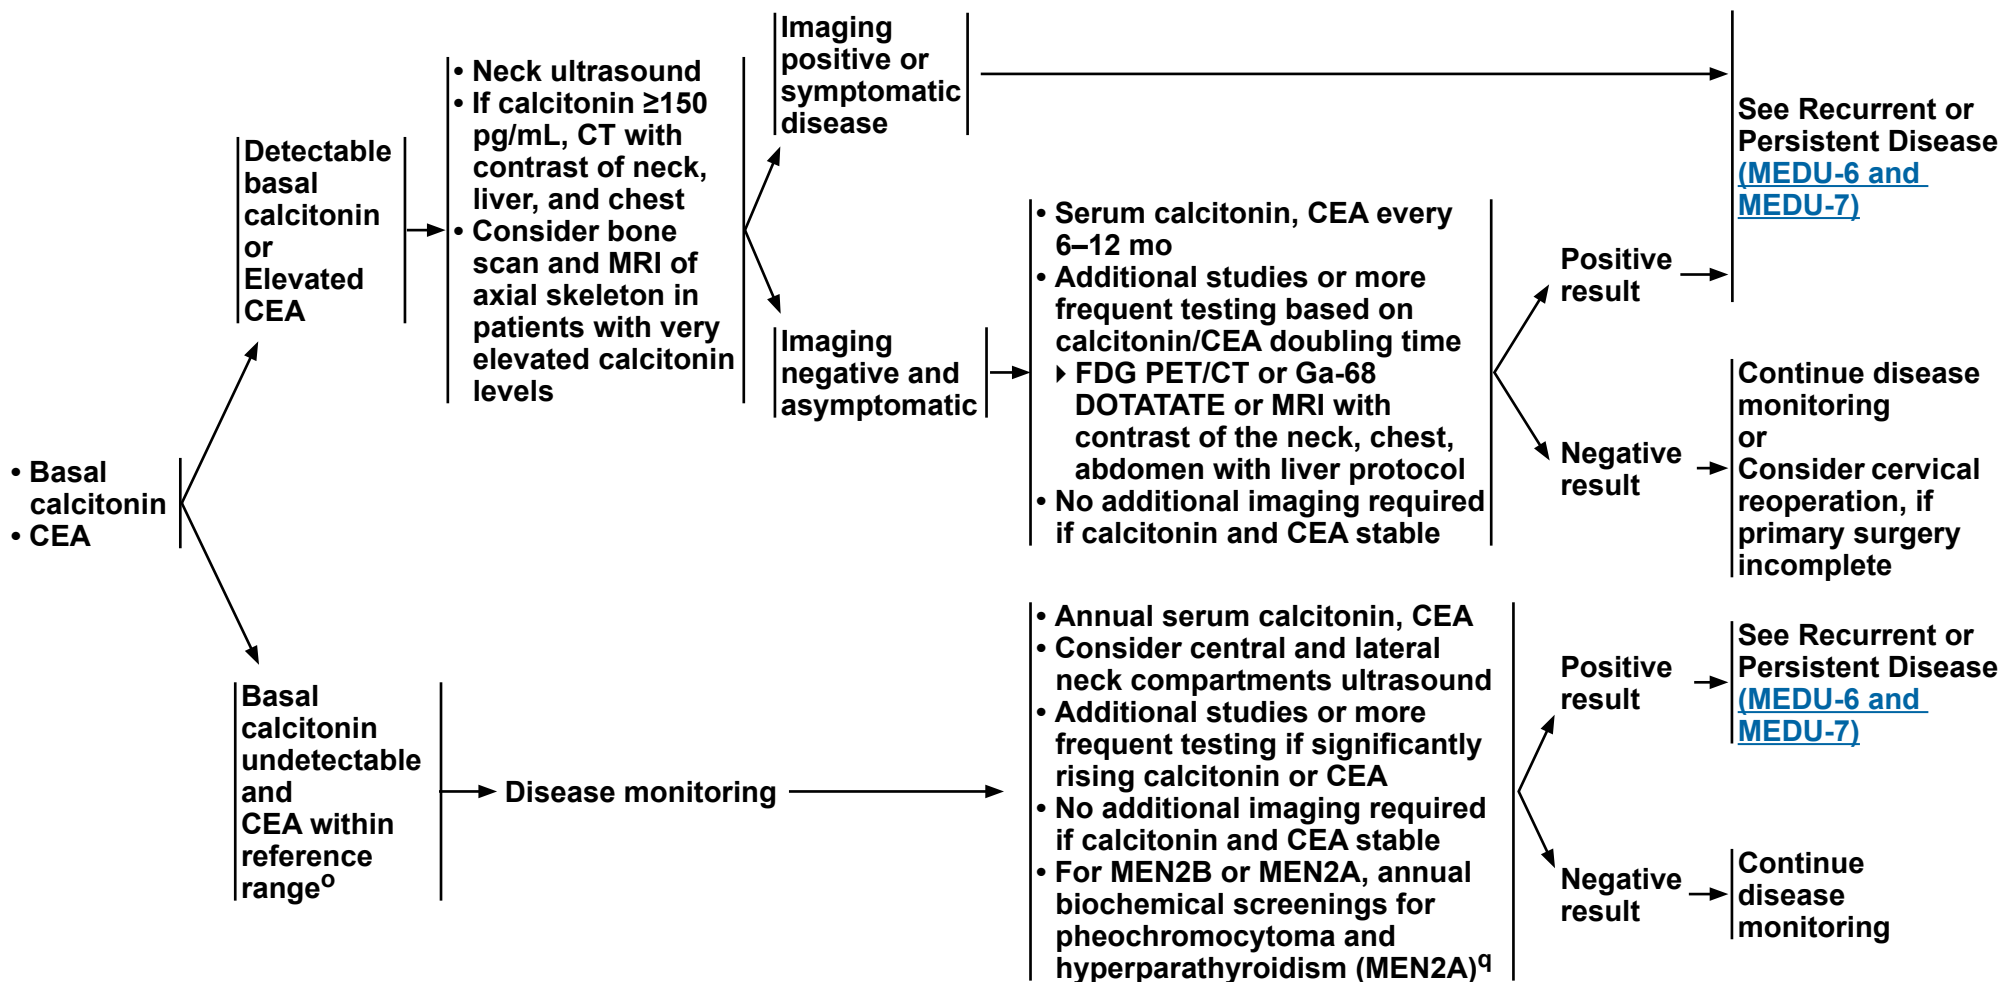 • Basal
calcitonin
• CEA
Detectable
basal
calcitonin
or
Elevated
CEA
• Neck ultrasound
• If calcitonin ≥150
pg/mL, CT with
contrast of neck,
liver, and chest
• Consider bone
scan and MRI of
axial skeleton in
patients with very
elevated calcitonin
levels
Imaging
positive or
symptomatic
disease
See Recurrent or
Persistent Disease
(MEDU-6 and
MEDU-7)
Imaging
negative and
asymptomatic
• Serum calcitonin, CEA every
6–12 mo
• Additional studies or more
frequent testing based on
calcitonin/CEA doubling time
▸ FDG PET/CT or Ga-68
DOTATATE or MRI with
contrast of the neck, chest,
abdomen with liver protocol
• No additional imaging required
if calcitonin and CEA stable
Positive
result
Negative
result
Continue disease
monitoring
or
Consider cervical
reoperation, if
primary surgery
incomplete
Basal
calcitonin
undetectable
and
CEA within
reference
rangeᵒ
Disease monitoring
• Annual serum calcitonin, CEA
• Consider central and lateral
neck compartments ultrasound
• Additional studies or more
frequent testing if significantly
rising calcitonin or CEA
• No additional imaging required
if calcitonin and CEA stable
• For MEN2B or MEN2A, annual
biochemical screenings for
pheochromocytoma and
hyperparathyroidism (MEN2A)q
Positive
result
See Recurrent or
Persistent Disease
(MEDU-6 and
MEDU-7)
Negative
result
Continue
disease
monitoring